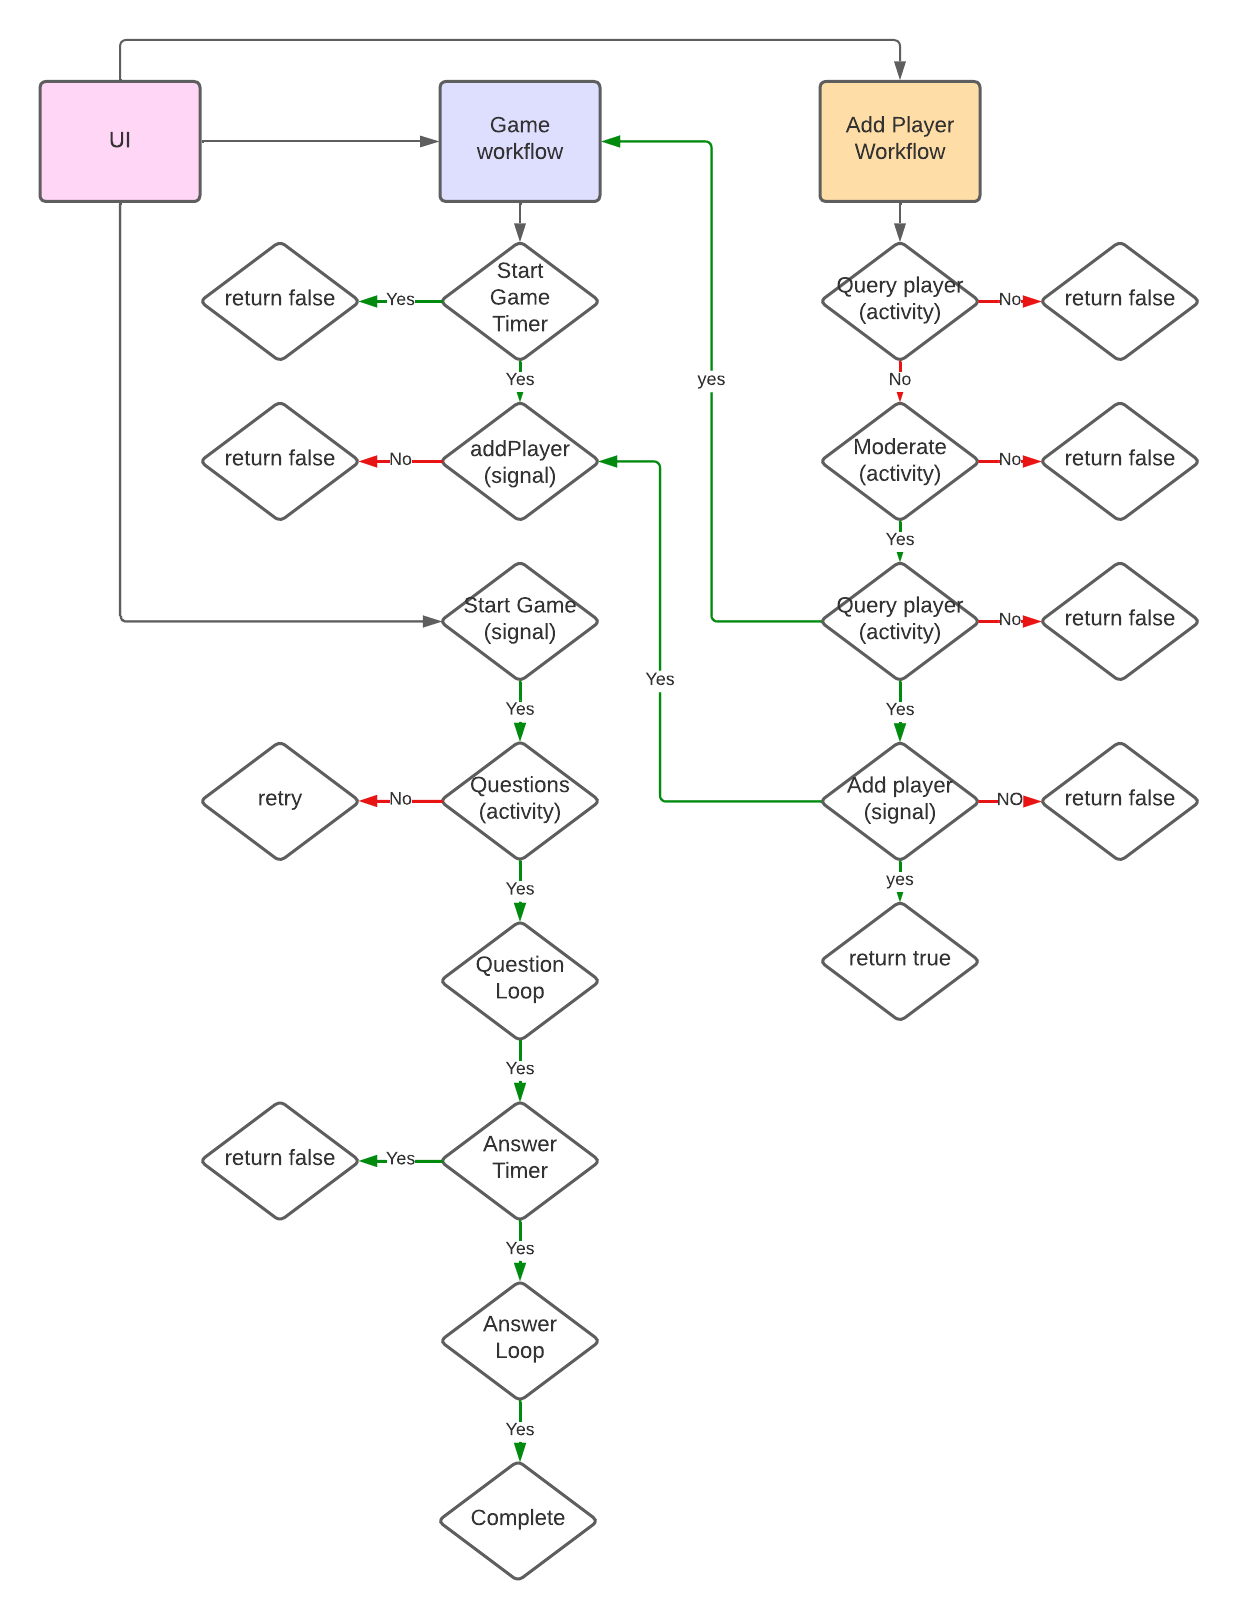 UI
Game
workflow
Add Player
Workflow
return false
Yes
Start
Game
Timer
Query player
(activity)
No
return false
Yes
yes
No
return false
No
addPlayer
(signal)
Moderate
(activity)
No
return false
Yes
Start Game
(signal)
Query player
(activity)
No
return false
Yes
Yes
Yes
retry
No
Questions
(activity)
Add player
(signal)
NO
return false
Yes
yes
Question
Loop
return true
Yes
return false
Yes
Answer
Timer
Yes
Answer
Loop
Yes
Complete